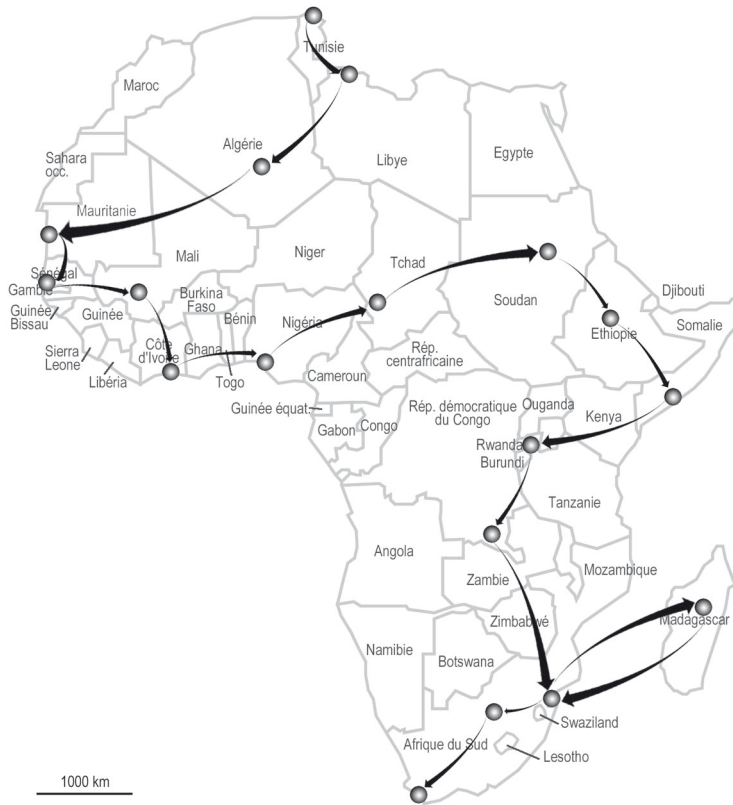 Tunisie
Maroc
Algérie
Libye
Egypte
Sahara
occ.
Mauritanie
Mali
Niger
Tchad
Soudan
Djibouti
Somalie
Ethiopie
Sénégal
Gambie
Guinée
Bissau
Guinée
Sierra
Leone
Libéria
Côte
d'Ivoire
Burkina
Faso
Ghana
Togo
Bénin
Nigéria
Cameroun
Rép.
centrafricaine
Guinée équat.
Gabon
Congo
Rép. démocratique
du Congo
Ouganda
Kenya
Rwanda
Burundi
Tanzanie
Angola
Zambie
Mozambique
Zimbabwé
Madagascar
Namibie
Botswana
Swaziland
Afrique du Sud
Lesotho
1000 km